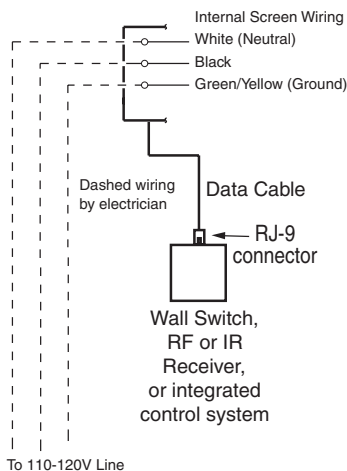 Internal Screen Wiring
White (Neutral)
Black
Green/Yellow (Ground)
Dashed wiring
by electrician
Data Cable
RJ-9
connector
Wall Switch,
RF or IR
Receiver,
or integrated
control system
To 110-120V Line